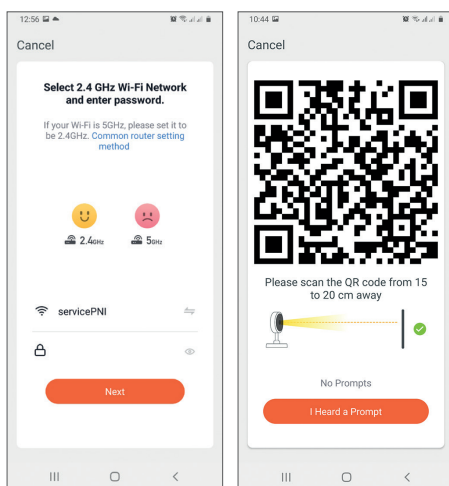 12:56
Cancel
Select 2.4 GHz Wi-Fi Network
and enter password.
If your Wi-Fi is 5GHz, please set it to
be 2.4GHz. Common router setting
method
2.4GHz 5GHz
servicePNI
Next
10:44
Cancel
Please scan the QR code from 15
to 20 cm away
No Prompts
I Heard a Prompt